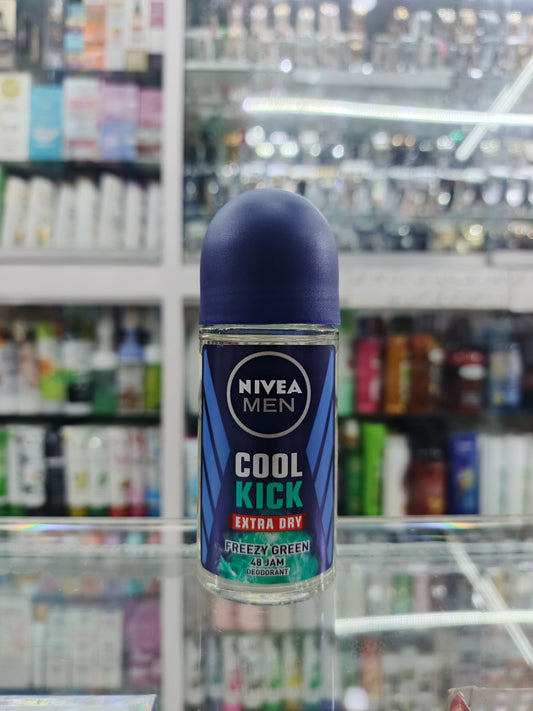 NIVEA
MEN
COOL
KICK
EXTRA DRY
FREEZY GREEN
48 JAM
DEODORANT